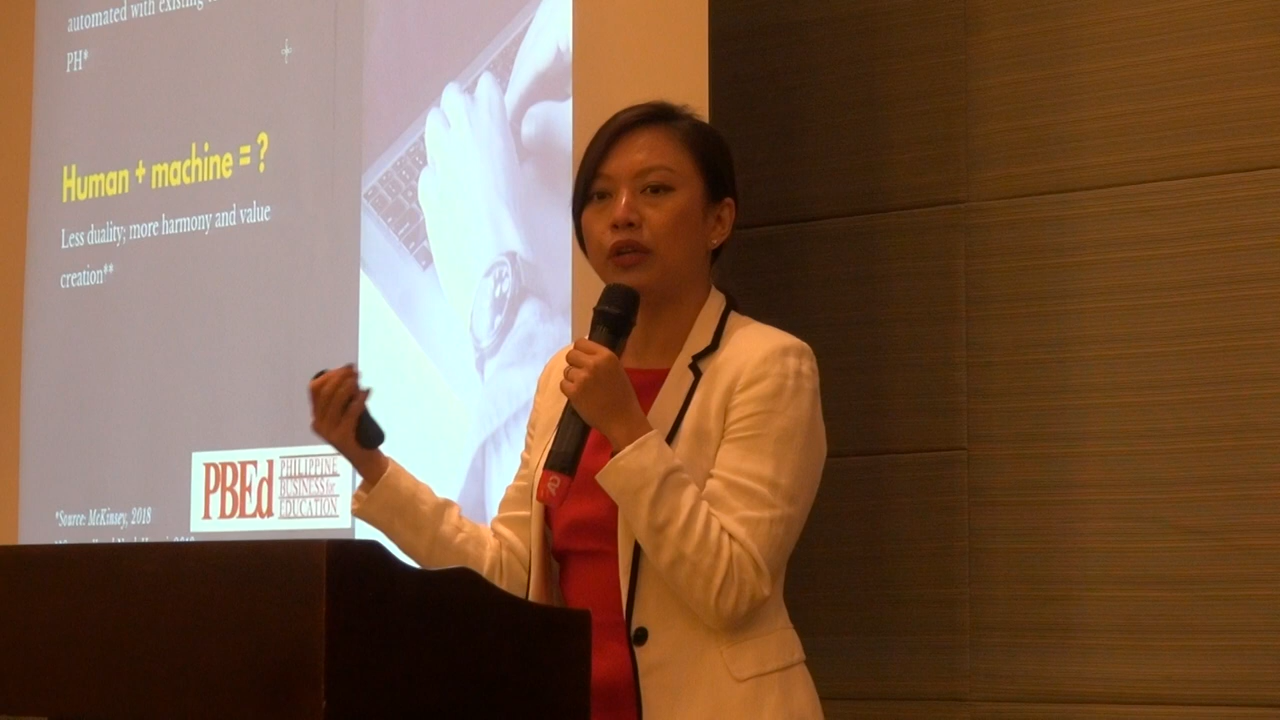 automated with existing
PH*
Human + machine = ?
Less duality; more harmony and value
creation**
PBEd
PHILIPPINE
BUSINESS for
EDUCATION
*Source: McKinsey, 2018